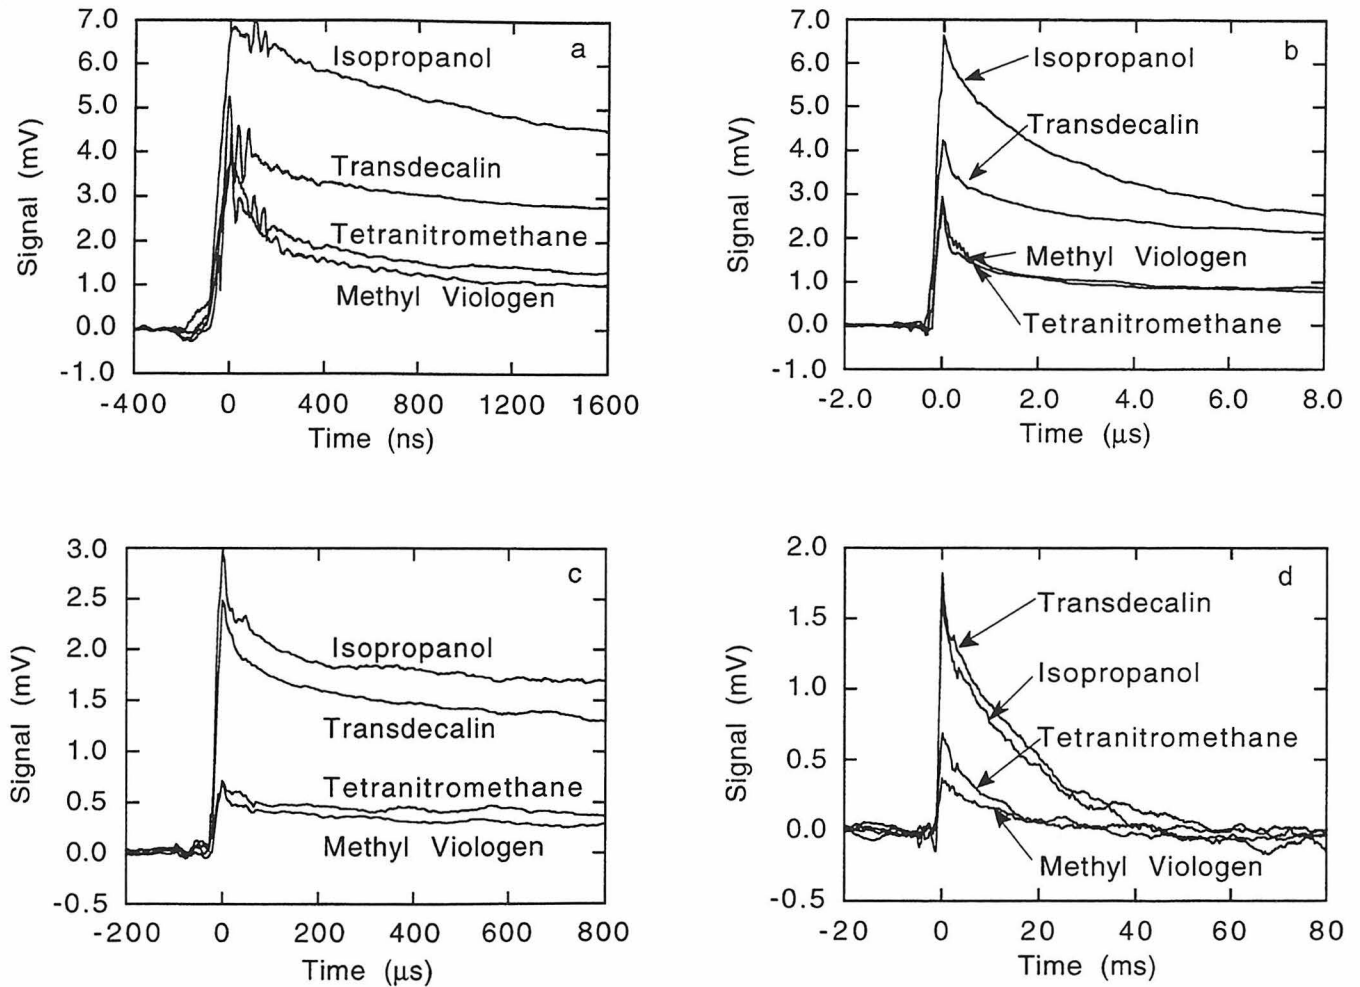 a
7.0
6.0
5.0
4.0
3.0
2.0
1.0
0.0
-1.0
Signal (mV)
Isopropanol
Transdecalin
Tetranitromethane
Methyl Viologen
-400
0
400
800
1200
1600
Time (ns)
b
7.0
6.0
5.0
4.0
3.0
2.0
1.0
0.0
-1.0
Signal (mV)
Isopropanol
Transdecalin
Methyl Viologen
Tetranitromethane
-2.0
0.0
2.0
4.0
6.0
8.0
Time (μs)
c
3.0
2.5
2.0
1.5
1.0
0.5
0.0
-0.5
Signal (mV)
Isopropanol
Transdecalin
Tetranitromethane
Methyl Viologen
-200
0
200
400
600
800
Time (μs)
d
2.0
1.5
1.0
0.5
0.0
-0.5
Signal (mV)
Transdecalin
Isopropanol
Tetranitromethane
Methyl Viologen
-20
0
20
40
60
80
Time (ms)